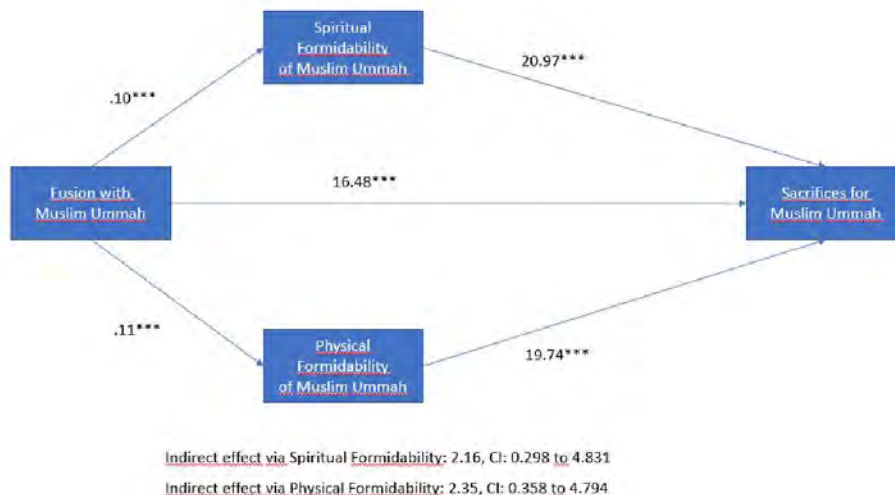 Spiritual
Formidability
of Muslim Ummah
20.97***
.10***
Fusion with
Muslim Ummah
16.48***
Sacrifices for
Muslim Ummah
.11***
Physical
Formidability
of Muslim Ummah
19.74***
Indirect effect via Spiritual Formidability: 2.16, CI: 0.298 to 4.831
Indirect effect via Physical Formidability: 2.35, CI: 0.358 to 4.794